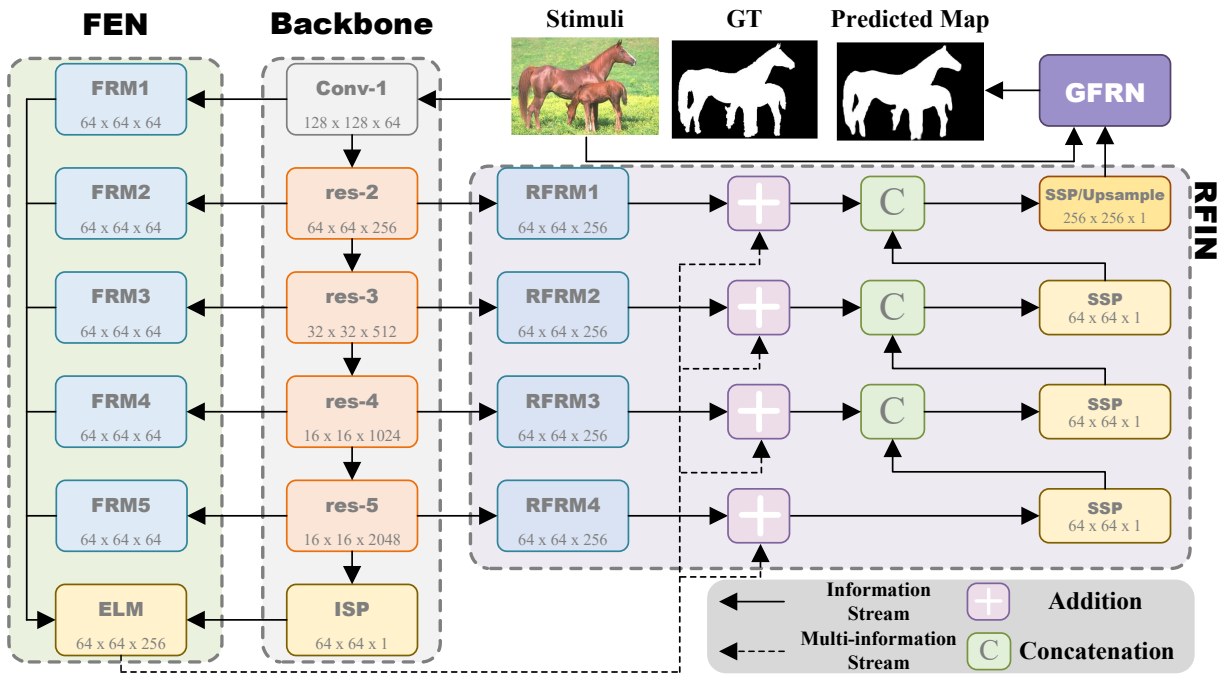 FEN
Backbone
Stimuli
GT
Predicted Map
FRM1
64 x 64 x 64
Conv-1
128 x 128 x 64
GFRN
FRM2
64 x 64 x 64
res-2
64 x 64 x 256
RFRM1
64 x 64 x 256
C
SSP/Upsample
256 x 256 x 1
RFIN
FRM3
64 x 64 x 64
res-3
32 x 32 x 512
RFRM2
64 x 64 x 256
C
SSP
64 x 64 x 1
FRM4
64 x 64 x 64
res-4
16 x 16 x 1024
RFRM3
64 x 64 x 256
C
SSP
64 x 64 x 1
FRM5
64 x 64 x 64
res-5
16 x 16 x 2048
RFRM4
64 x 64 x 256
SSP
64 x 64 x 1
ELM
64 x 64 x 256
ISP
64 x 64 x 1
Information
Stream
Addition
Multi-information
Stream
C
Concatenation